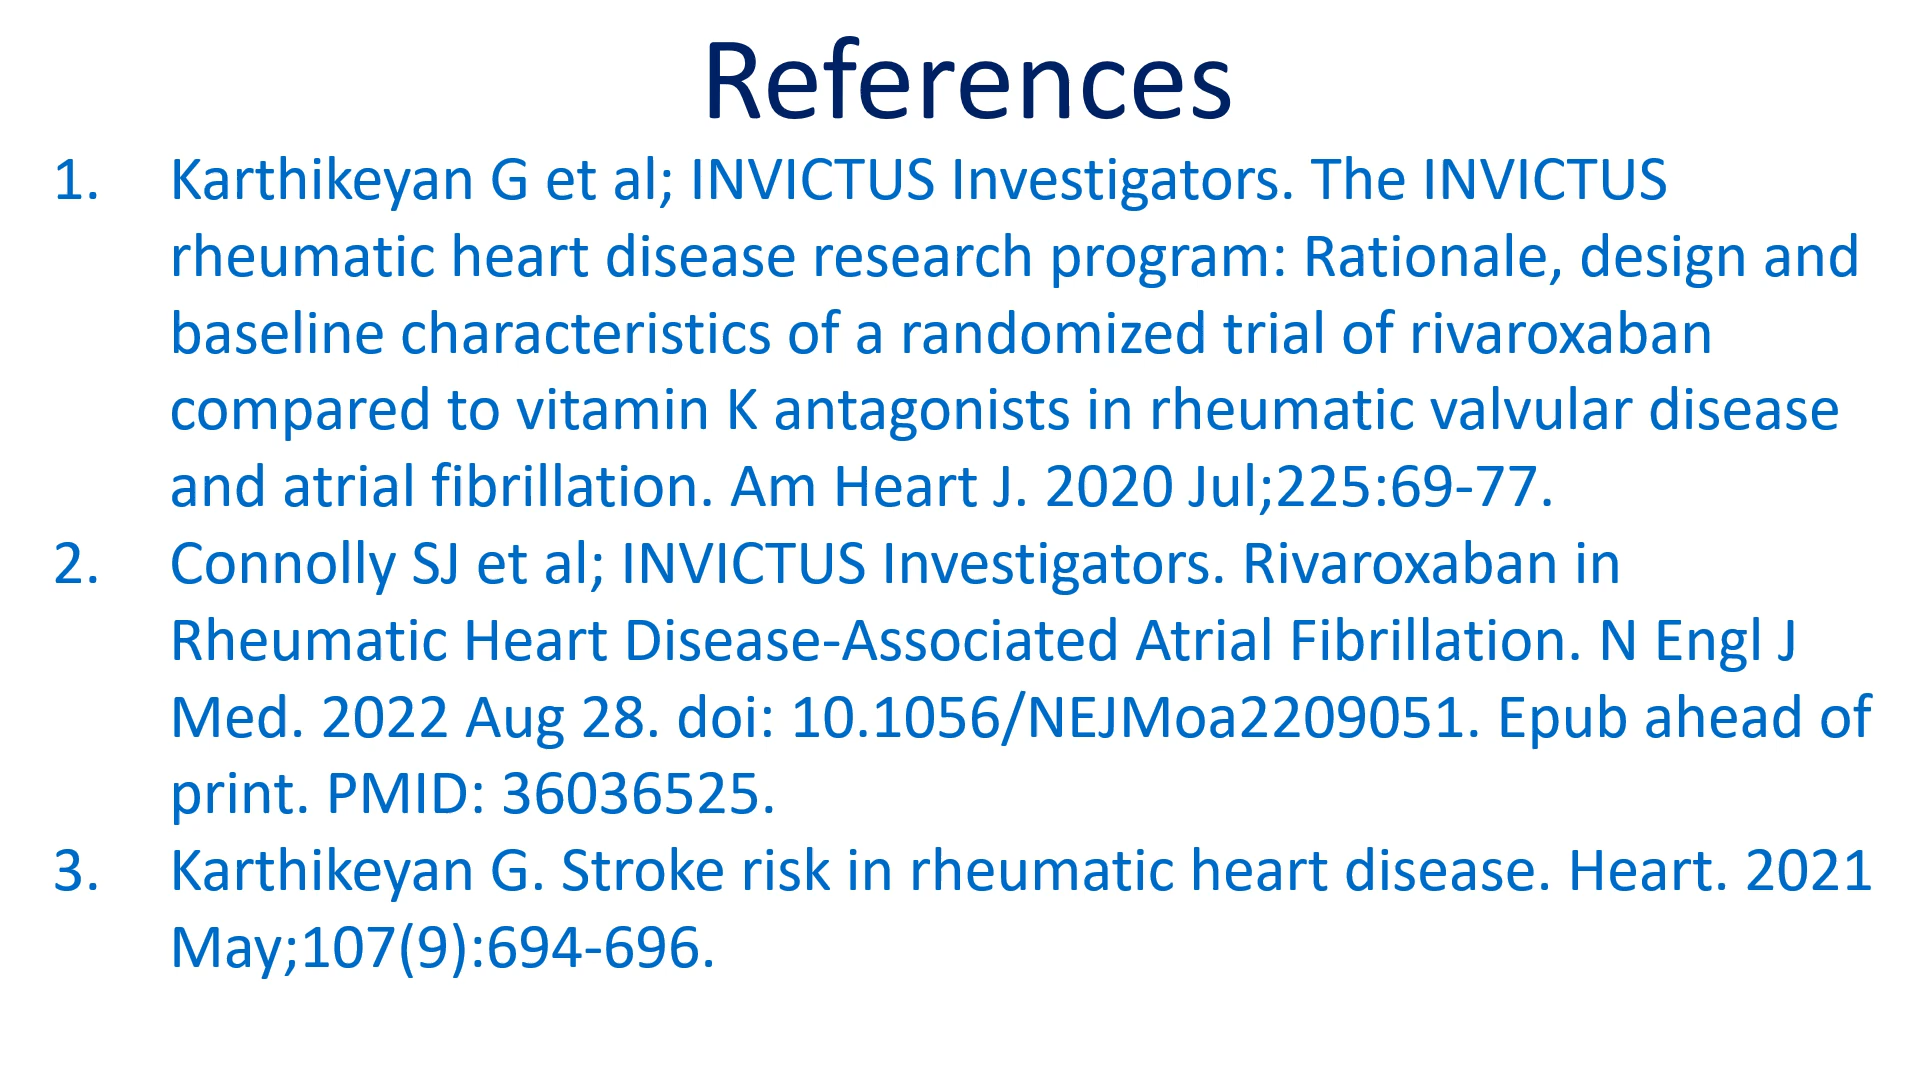 References
1. Karthikeyan G et al; INVICTUS Investigators. The INVICTUS
rheumatic heart disease research program: Rationale, design and
baseline characteristics of a randomized trial of rivaroxaban
compared to vitamin K antagonists in rheumatic valvular disease
and atrial fibrillation. Am Heart J. 2020 Jul;225:69-77.
2. Connolly SJ et al; INVICTUS Investigators. Rivaroxaban in
Rheumatic Heart Disease-Associated Atrial Fibrillation. N Engl J
Med. 2022 Aug 28. doi: 10.1056/NEJMoa2209051. Epub ahead of
print. PMID: 36036525.
3. Karthikeyan G. Stroke risk in rheumatic heart disease. Heart. 2021
May;107(9):694-696.